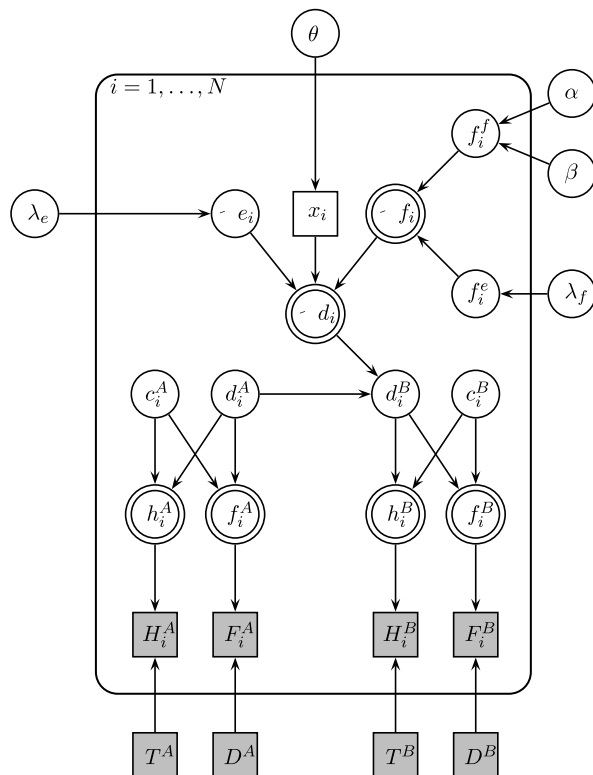 θ
i = 1, . . . , N
α
f_i^f
β
λ_e
e_i
x_i
f_i
f_i^e
λ_f
d_i
c_i^A
d_i^A
d_i^B
c_i^B
h_i^A
f_i^A
h_i^B
f_i^B
H_i^A
F_i^A
H_i^B
F_i^B
T^A
D^A
T^B
D^B